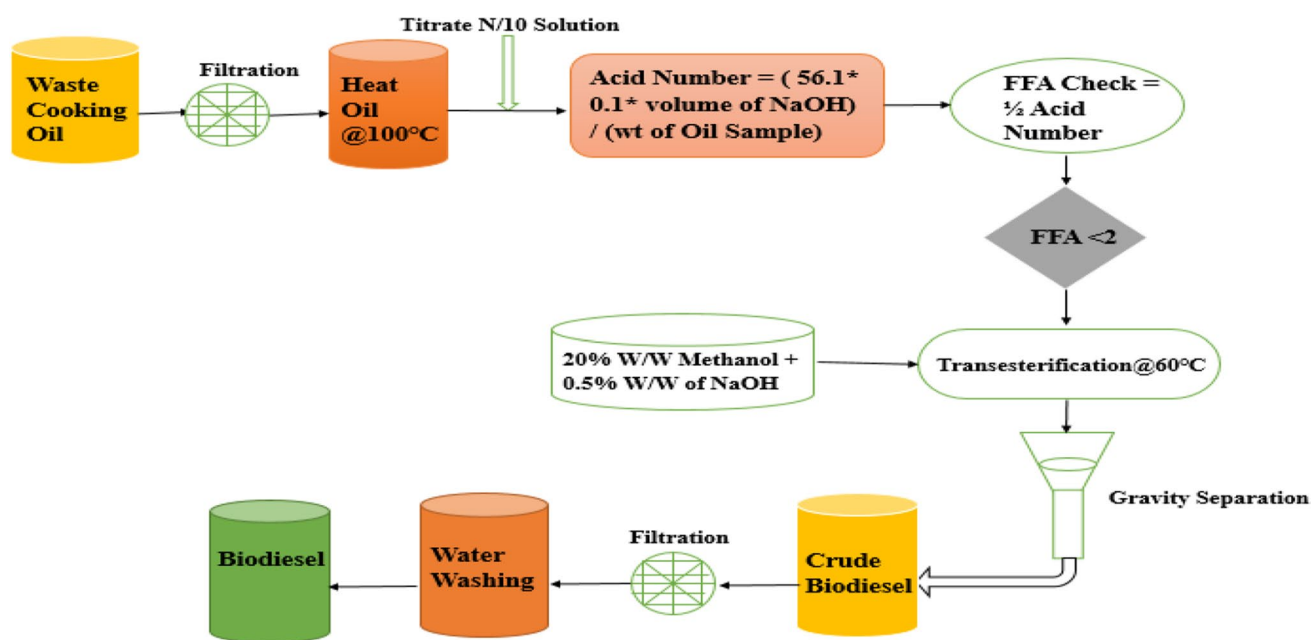 Titrate N/10 Solution
Waste
Cooking
Oil
Filtration
Heat
Oil
@100°C
Acid Number = ( 56.1*
0.1* volume of NaOH)
/ (wt of Oil Sample)
FFA Check =
½ Acid
Number
FFA <2
20% W/W Methanol +
0.5% W/W of NaOH
Transesterification@60°C
Gravity Separation
Crude
Biodiesel
Filtration
Water
Washing
Biodiesel